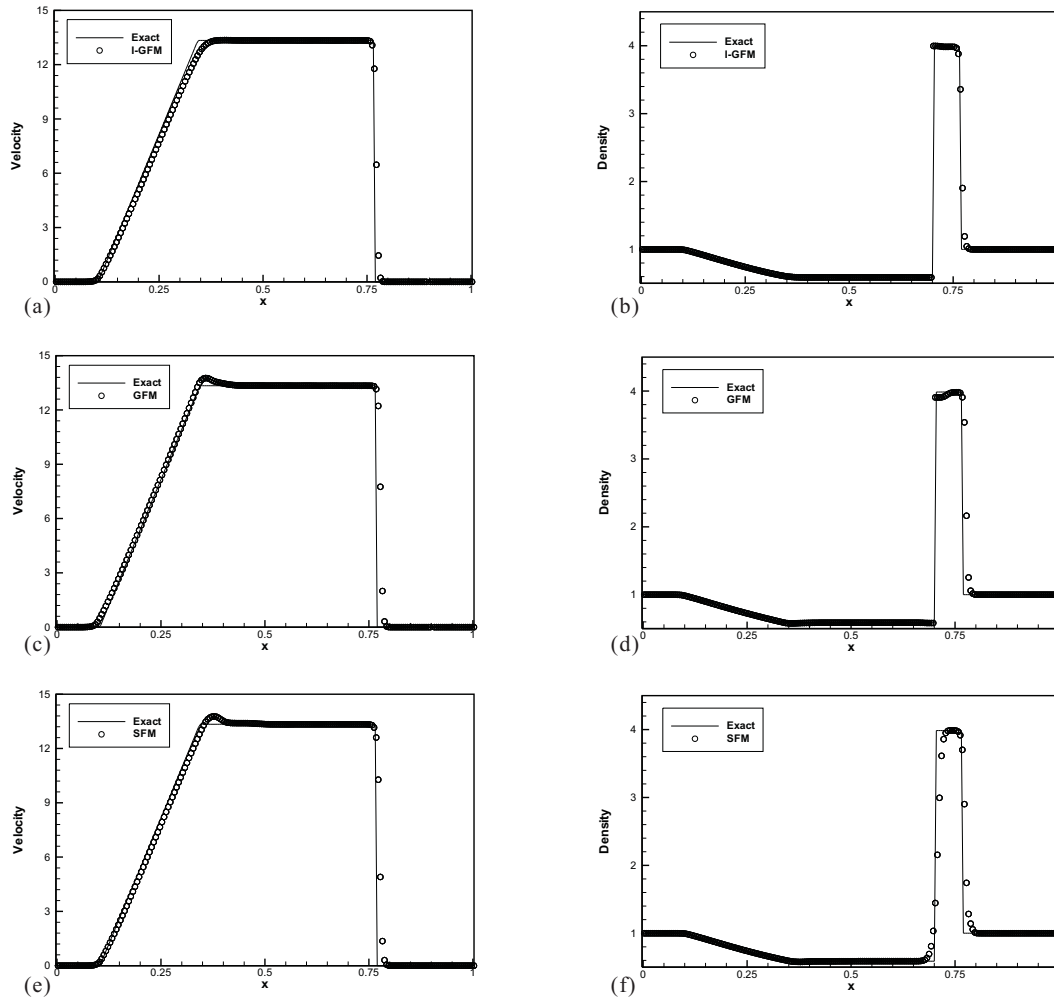 15
12
9
6
3
0
Velocity
Exact
I-GFM
0
0.25
0.5
0.75
1
x
(a)
4
3
2
1
Density
Exact
I-GFM
0
0.25
0.5
0.75
x
(b)
15
12
9
6
3
0
Velocity
Exact
GFM
0
0.25
0.5
0.75
1
x
(c)
4
3
2
1
Density
Exact
GFM
0
0.25
0.5
0.75
x
(d)
15
12
9
6
3
0
Velocity
Exact
SFM
0
0.25
0.5
0.75
1
x
(e)
4
3
2
1
Density
Exact
SFM
0
0.25
0.5
0.75
x
(f)